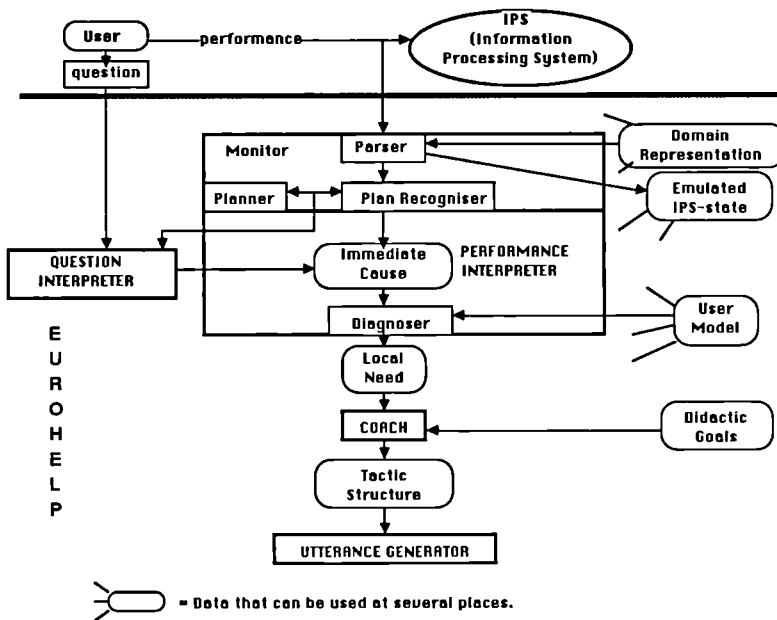 User
performance
IPS
(Information
Processing System)
question
Monitor
Parser
Domain
Representation
Planner
Plan Recogniser
Emulated
IPS-state
QUESTION
INTERPRETER
Immediate
Cause
PERFORMANCE
INTERPRETER
Diagnoser
User
Model
EUROHELP
Local
Need
COACH
Didactic
Goals
Tactic
Structure
UTTERANCE GENERATOR
= Data that can be used at several places.